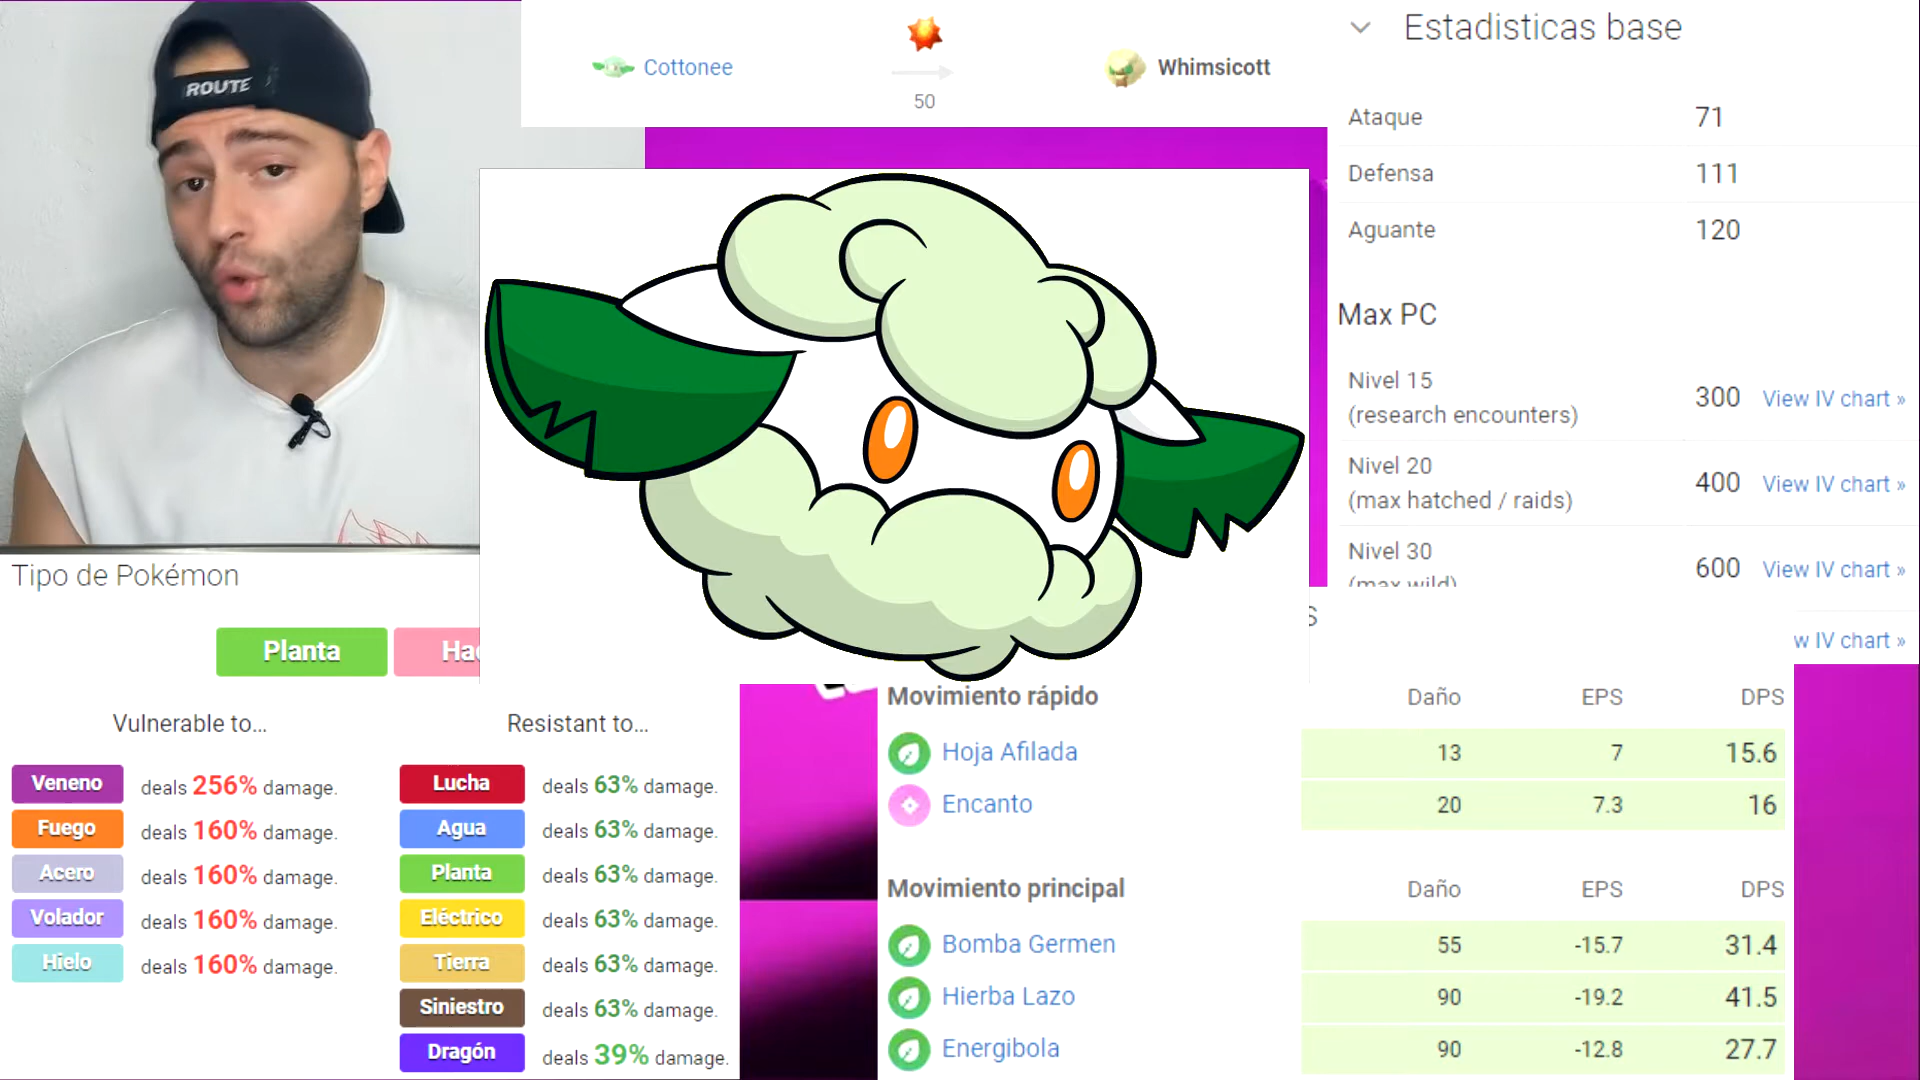 ROUTE
Cottonee
50
Whimsicott
Estadisticas base
Ataque 71
Defensa 111
Aguante 120
Max PC
Nivel 15
(research encounters) 300 View IV chart »
Nivel 20
(max hatched / raids) 400 View IV chart »
Nivel 30
(max wild) 600 View IV chart »
w IV chart »
s
Tipo de Pokémon
Planta Had
Vulnerable to...
Veneno deals 256% damage.
Fuego deals 160% damage.
Acero deals 160% damage.
Volador deals 160% damage.
Hielo deals 160% damage.
Resistant to...
Lucha deals 63% damage.
Agua deals 63% damage.
Planta deals 63% damage.
Eléctrico deals 63% damage.
Tierra deals 63% damage.
Siniestro deals 63% damage.
Dragón deals 39% damage.
Movimiento rápido Daño EPS DPS
Hoja Afilada 13 7 15.6
Encanto 20 7.3 16
Movimiento principal Daño EPS DPS
Bomba Germen 55 -15.7 31.4
Hierba Lazo 90 -19.2 41.5
Energibola 90 -12.8 27.7